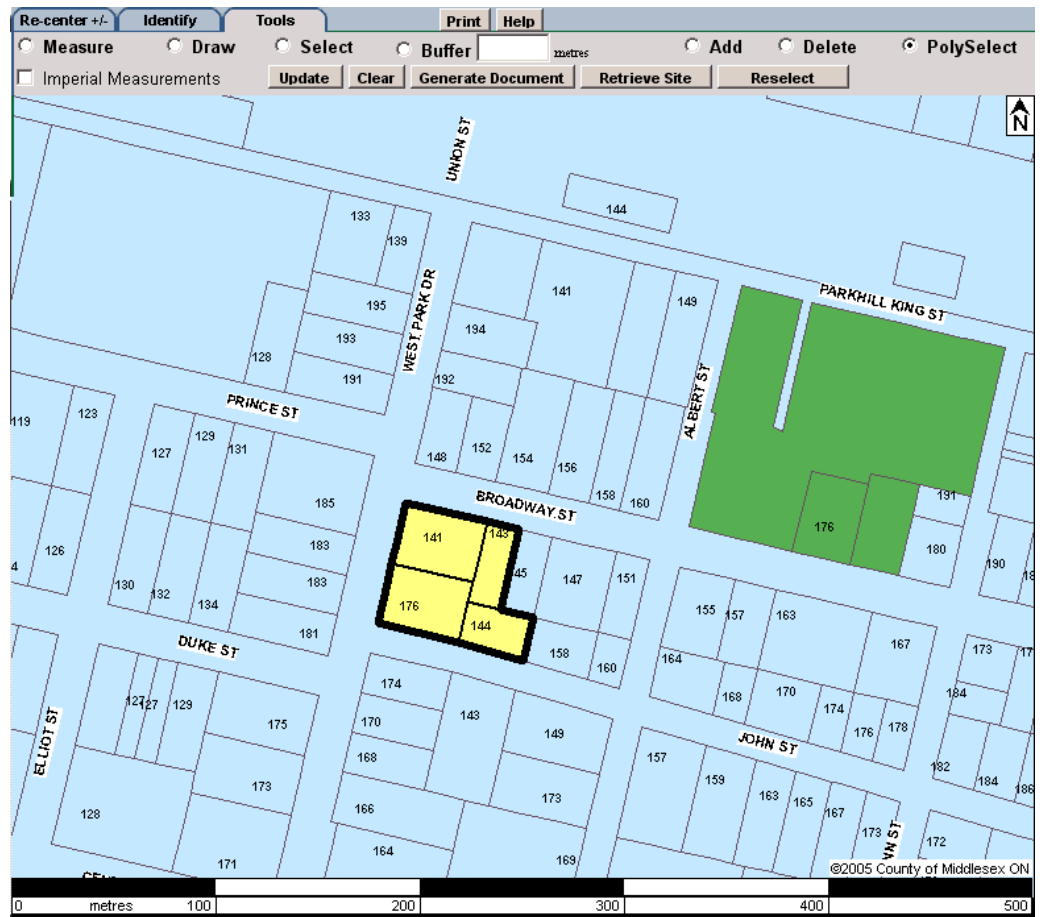 Re-center +/- Identify Tools Print Help
Measure Draw Select Buffer metres Add Delete PolySelect
Imperial Measurements Update Clear Generate Document Retrieve Site Reselect
N
UNION ST
144
133
139
141
149
PARKHILL KING ST
195
WEST PARK DR
194
193
128
191
192
ALBERT ST
PRINCE ST
119 123
127 129 131
148 152 154 156 158 160
185
BROADWAY ST
191
176
141 143
183
45 147 151
180
190 18
126
4
130 132 134
183
176 144
155 157 163
181
158 160
167
DUKE ST
164
173 17
174
168 170 174 176 178
184
127 127 129
175
170
143
149
JOHN ST
ELLIOT ST
168
157
159
182 184 186
173
173
163 165 167
128
166
173
NN ST
172
171
164
169
©2005 County of Middlesex ON
0 metres 100 200 300 400 500